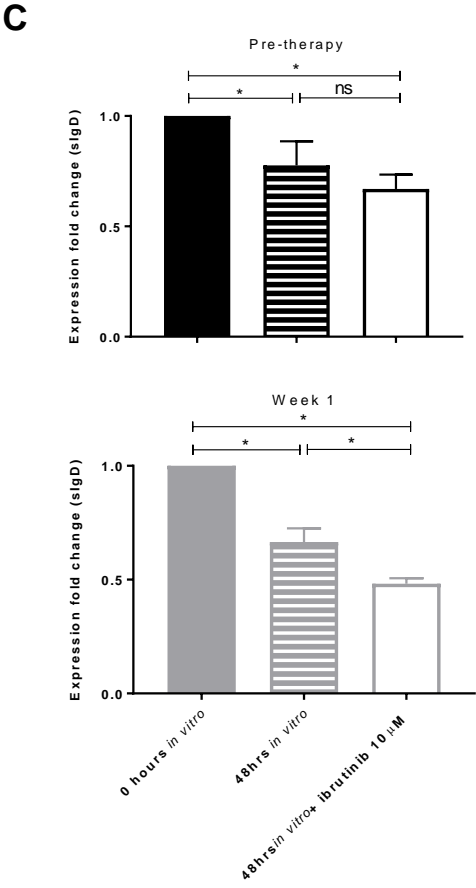 C
Pre-therapy
*
* ns
Expression fold change (sIgD)
1.0
0.5
0.0
Week 1
*
* *
Expression fold change (sIgD)
1.0
0.5
0.0
0 hours in vitro
48hrs in vitro
48hrs in vitro+ ibrutinib 10 μM